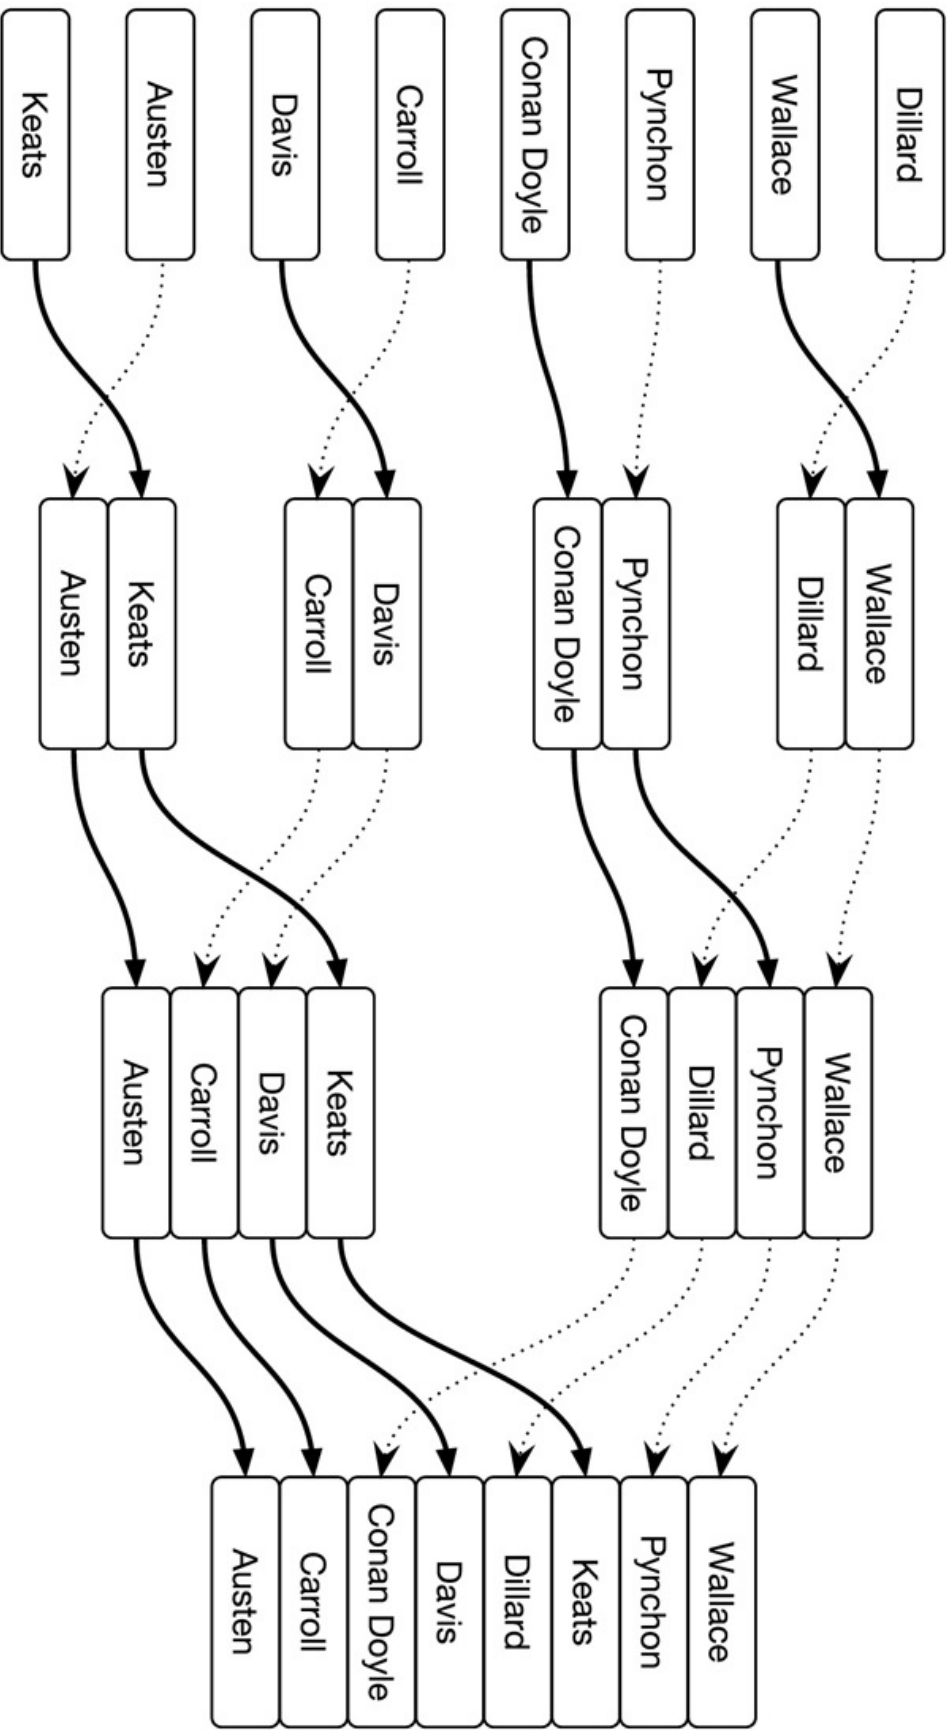 Keats
Austen
Davis
Carroll
Conan Doyle
Pynchon
Wallace
Dillard
Austen
Keats
Carroll
Davis
Conan Doyle
Pynchon
Dillard
Wallace
Austen
Carroll
Davis
Keats
Conan Doyle
Dillard
Pynchon
Wallace
Austen
Carroll
Conan Doyle
Davis
Dillard
Keats
Pynchon
Wallace